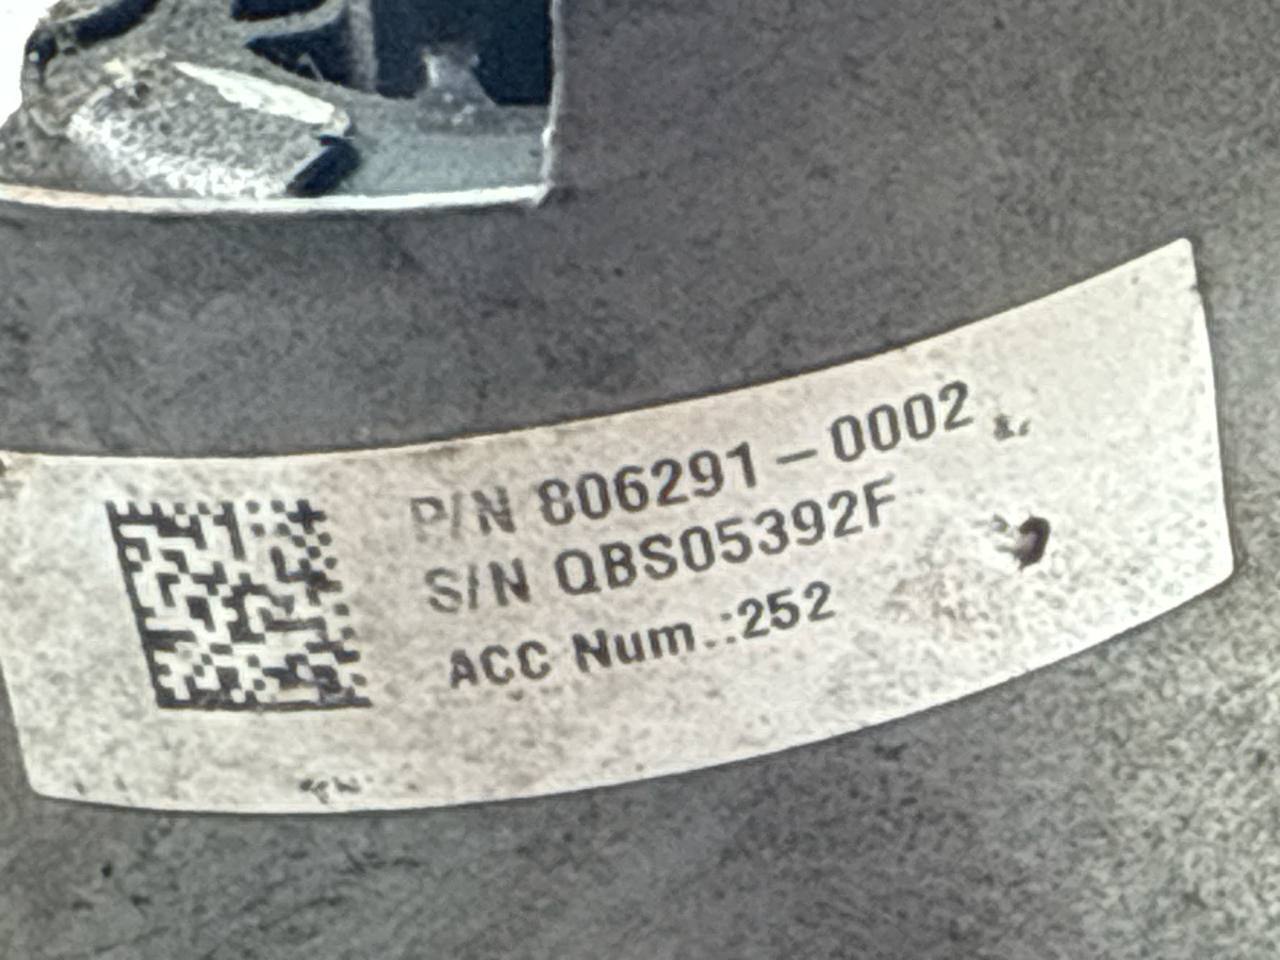 P/N 806291-0002
S/N QBS05392F
ACC Num.:252